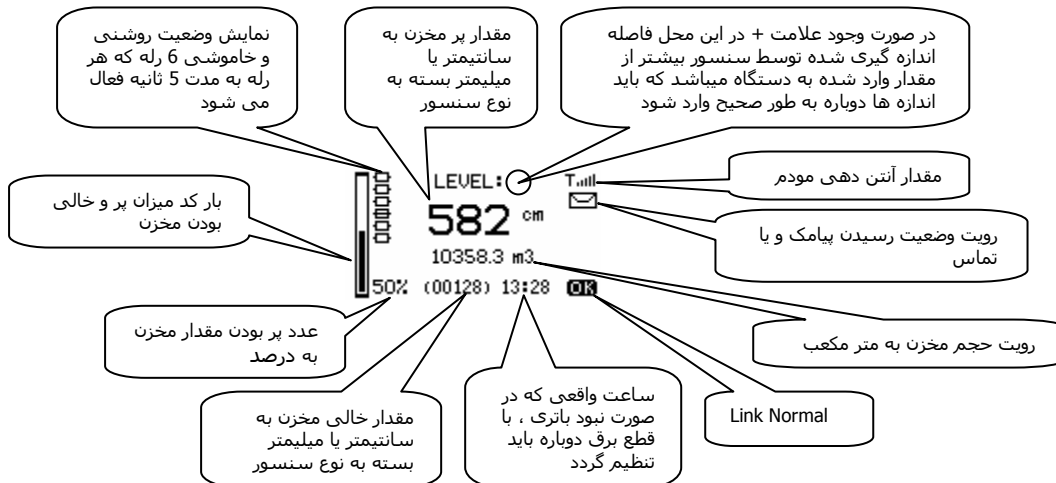 نمایش وضعیت روشنی
و خاموشی 6 رله که هر
رله به مدت 5 ثانیه فعال
می شود
مقدار پر مخزن به
سانتیمتر یا
میلیمتر بسته به
نوع سنسور
در صورت وجود علامت + در این محل فاصله
اندازه گیری شده توسط سنسور بیشتر از
مقدار وارد شده به دستگاه میباشد که باید
اندازه ها دوباره به طور صحیح وارد شود
بار کد میزان پر و خالی
بودن مخزن
LEVEL:
582 cm
10358.3 m3
50% (00128) 13:28 OK
مقدار آنتن دهی مودم
رویت وضعیت رسیدن پیامک و یا
تماس
عدد پر بودن مقدار مخزن
به درصد
رویت حجم مخزن به متر مکعب
مقدار خالی مخزن به
سانتیمتر یا میلیمتر
بسته به نوع سنسور
ساعت واقعی که در
صورت نبود باتری ، با
قطع برق دوباره باید
تنظیم گردد
Link Normal